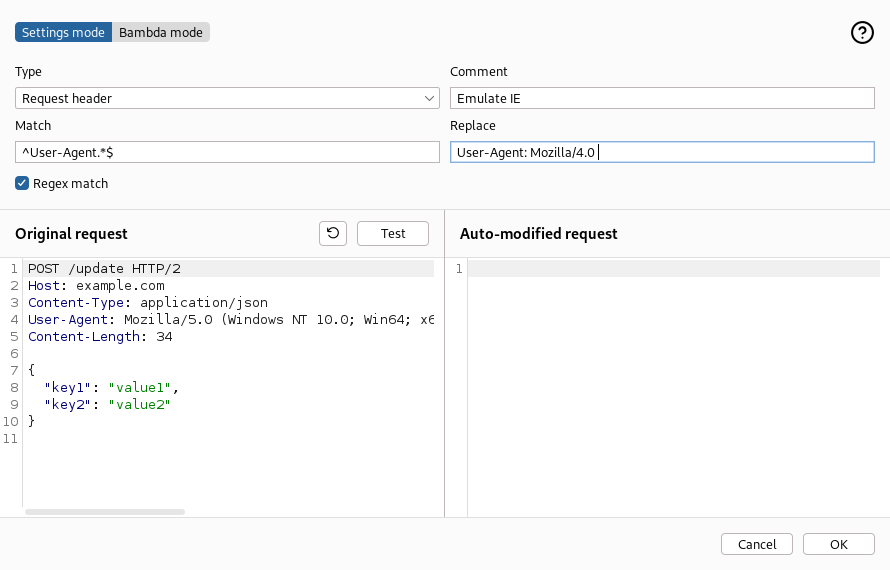 Settings mode Bambda mode
Type Comment
Request header Emulate IE
Match Replace
^User-Agent.*$ User-Agent: Mozilla/4.0
Regex match
Original request Test Auto-modified request
1 POST /update HTTP/2 1
2 Host: example.com
3 Content-Type: application/json
4 User-Agent: Mozilla/5.0 (Windows NT 10.0; Win64; x6
5 Content-Length: 34
6
7 {
8   "key1": "value1",
9   "key2": "value2"
10 }
11
Cancel OK